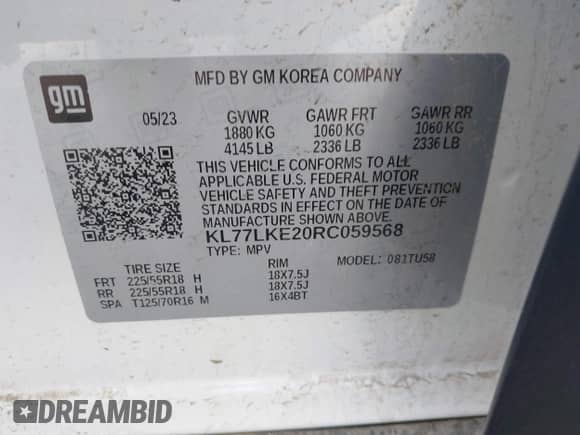 MFD BY GM KOREA COMPANY
gm
05/23 GVWR GAWR FRT GAWR RR
1880 KG 1060 KG 1060 KG
4145 LB 2336 LB 2336 LB
THIS VEHICLE CONFORMS TO ALL
APPLICABLE U.S. FEDERAL MOTOR
VEHICLE SAFETY AND THEFT PREVENTION
STANDARDS IN EFFECT ON THE DATE OF
MANUFACTURE SHOWN ABOVE.
KL77LKE20RC059568
TYPE: MPV
TIRE SIZE RIM MODEL: 081TU58
FRT 225/55R18 H 18X7.5J
RR 225/55R18 H 18X7.5J
SPA T125/70R16 M 16X4BT
DREAMBID